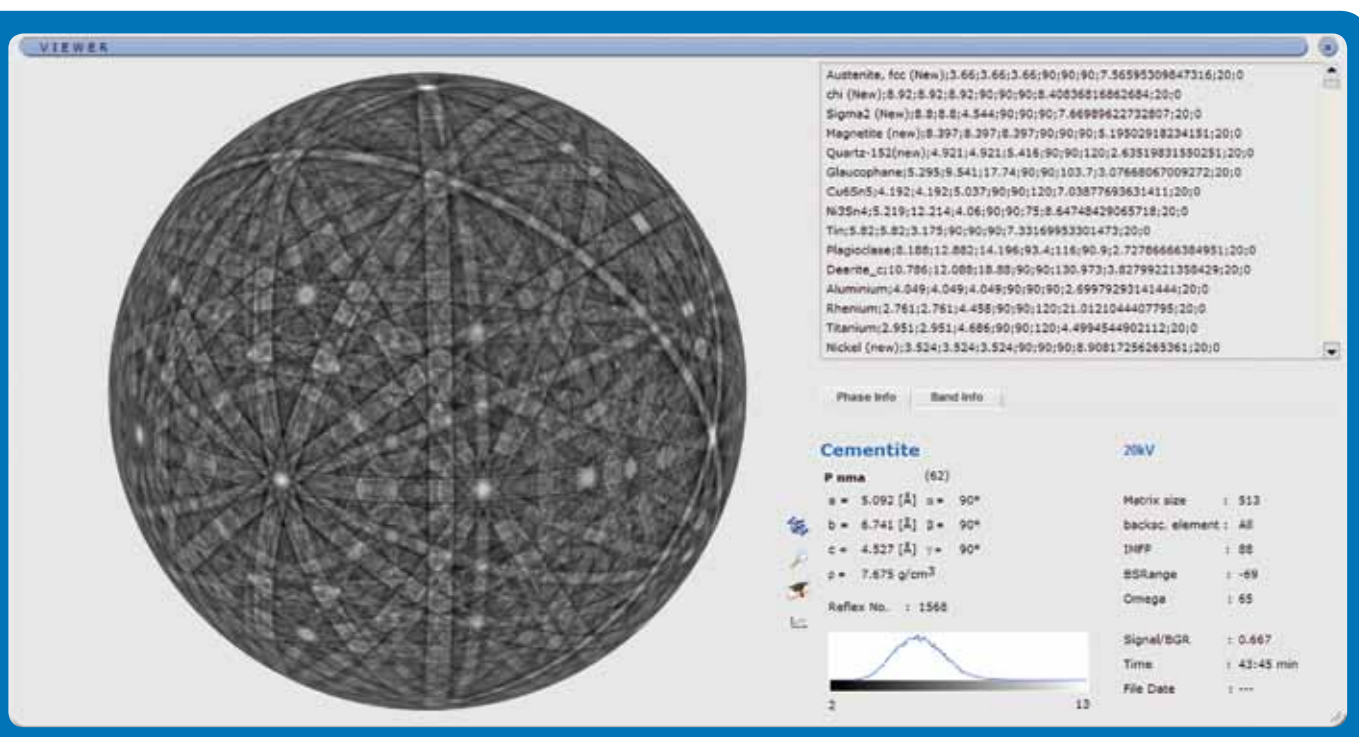 VIEWER
Austenite, fcc (New);3.66;3.66;3.66;90;90;90;7.56595309847316;20;0
chi (New);8.92;8.92;8.92;90;90;90;8.40836816862684;20;0
Sigma2 (New);8.8;8.8;4.544;90;90;90;7.66989622732807;20;0
Magnetite (new);8.397;8.397;8.397;90;90;90;5.19502918234151;20;0
Quartz-152(new);4.921;4.921;5.416;90;90;120;2.63519831550251;20;0
Glaucophane;5.295;9.541;17.74;90;90;103.7;3.07668067009272;20;0
Cu6Sn5;4.192;4.192;5.037;90;90;120;7.03877693631411;20;0
Ni3Sn4;5.219;12.214;4.06;90;90;75;8.64748429065718;20;0
Tin;5.82;5.82;3.175;90;90;90;7.33169953301473;20;0
Plagioclase;8.188;12.882;14.196;93.4;116;90.9;2.72786666384951;20;0
Deerite_c;10.786;12.088;18.88;90;90;130.973;3.82799221358429;20;0
Aluminium;4.049;4.049;4.049;90;90;90;2.69979293141444;20;0
Rhenium;2.761;2.761;4.458;90;90;120;21.0121044407795;20;0
Titanium;2.951;2.951;4.686;90;90;120;4.4994544902112;20;0
Nickel (new);3.524;3.524;3.524;90;90;90;8.90817256265361;20;0
Phase Info Band Info
Cementite 20kV
P nma (62)
a = 5.092 [Å] α = 90° Matrix size : 513
b = 6.741 [Å] β = 90° backsc. element : All
c = 4.527 [Å] γ = 90° IMFP : 88
ρ = 7.675 g/cm3 BSRange : -69
Omega : 65
Reflex No. : 1568
Signal/BGR : 0.667
Time : 43:45 min
File Date : ---
2 13